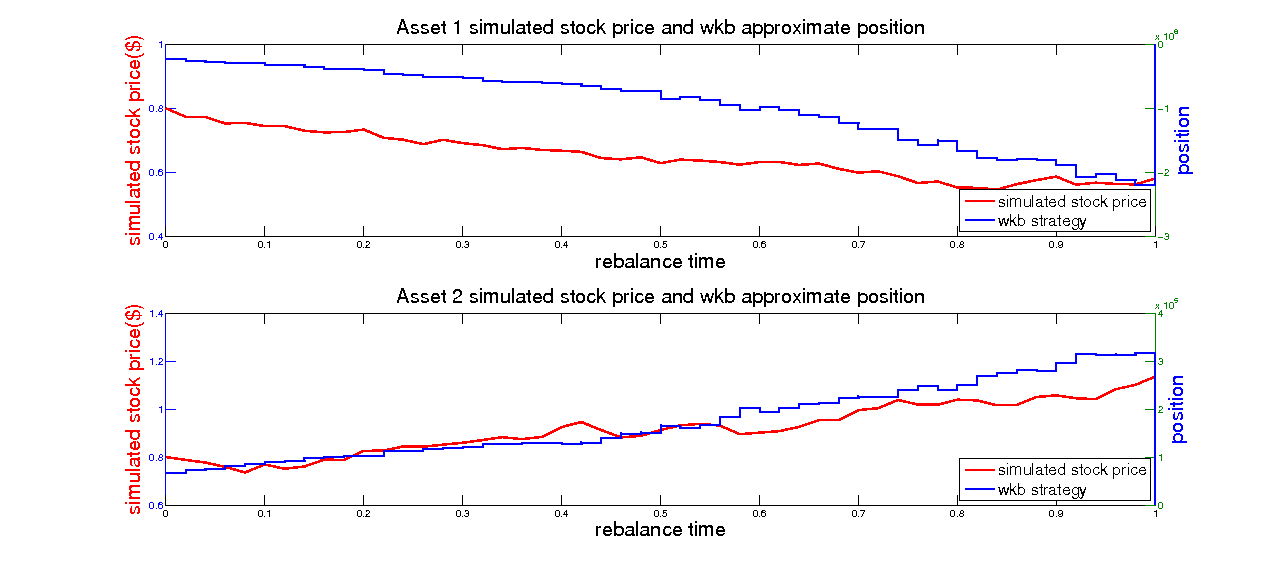 Asset 1 simulated stock price and wkb approximate position
x 10
simulated stock price($)
1
0.8
0.6
0.4
0
-1
-2
-3
position
simulated stock price
wkb strategy
0 0.1 0.2 0.3 0.4 0.5 0.6 0.7 0.8 0.9 1
rebalance time
Asset 2 simulated stock price and wkb approximate position
x 10
simulated stock price($)
1.4
1.2
1
0.8
0.6
4
3
2
1
0
position
simulated stock price
wkb strategy
0 0.1 0.2 0.3 0.4 0.5 0.6 0.7 0.8 0.9 1
rebalance time